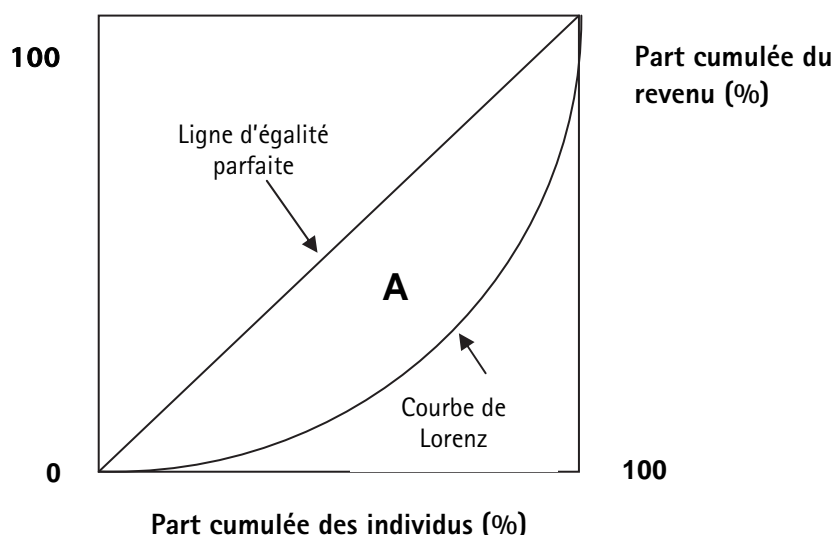 100
Part cumulée du
revenu (%)
Ligne d'égalité
parfaite
A
Courbe de
Lorenz
0
100
Part cumulée des individus (%)